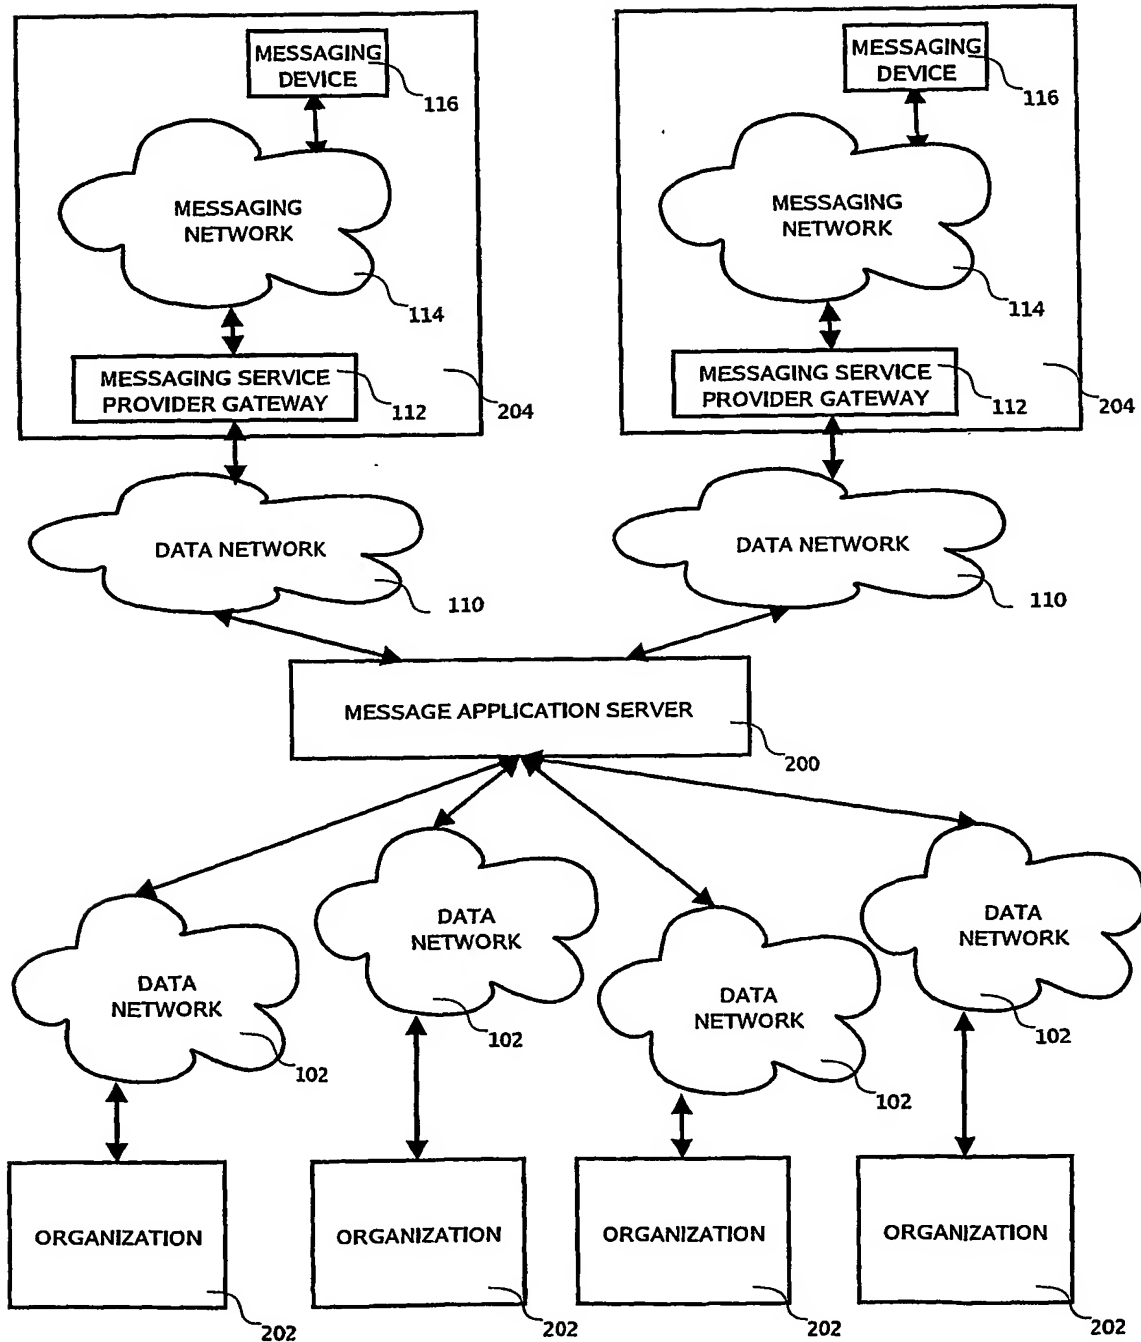 MESSAGING
DEVICE
116
MESSAGING
NETWORK
114
MESSAGING SERVICE
PROVIDER GATEWAY
112
204
MESSAGING
DEVICE
116
MESSAGING
NETWORK
114
MESSAGING SERVICE
PROVIDER GATEWAY
112
204
DATA NETWORK
110
DATA NETWORK
110
MESSAGE APPLICATION SERVER
200
DATA
NETWORK
102
DATA
NETWORK
102
DATA
NETWORK
102
DATA
NETWORK
102
ORGANIZATION
202
ORGANIZATION
202
ORGANIZATION
202
ORGANIZATION
202